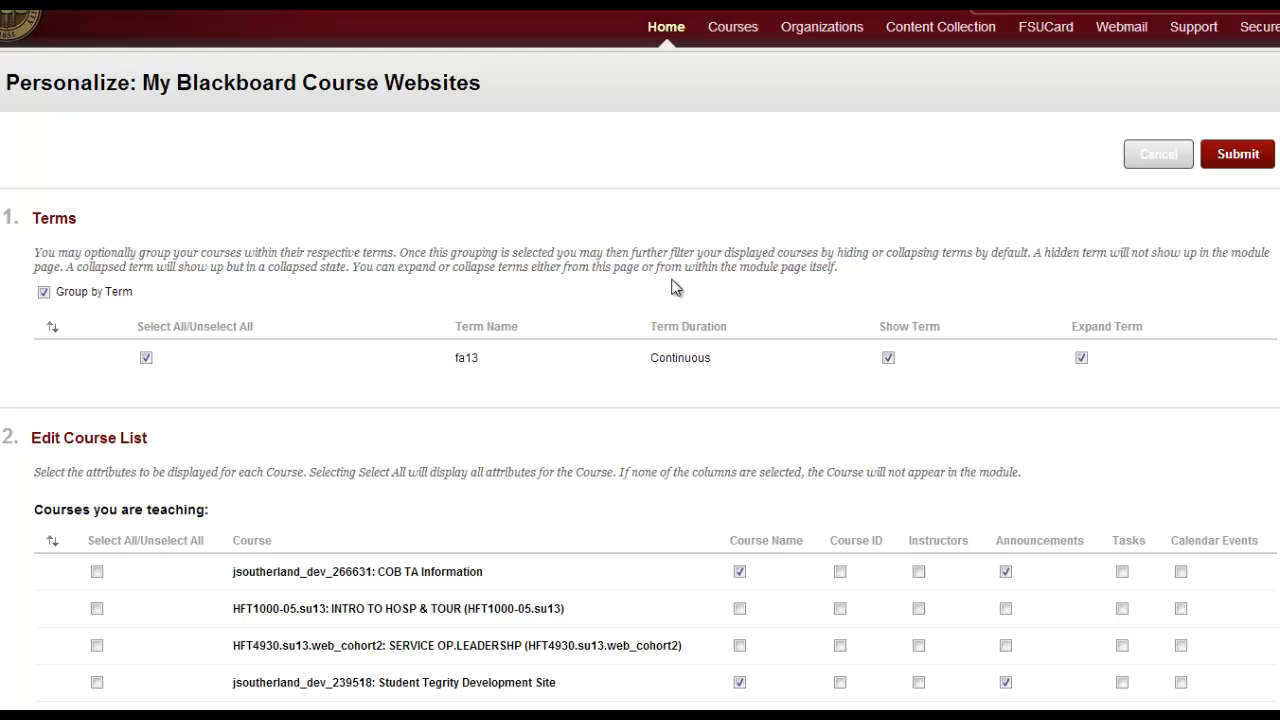 1851
Home Courses Organizations Content Collection FSUCard Webmail Support Secure
Personalize: My Blackboard Course Websites
Cancel Submit
1. Terms
You may optionally group your courses within their respective terms. Once this grouping is selected you may then further filter your displayed courses by hiding or collapsing terms by default. A hidden term will not show up in the module
page. A collapsed term will show up but in a collapsed state. You can expand or collapse terms either from this page or from within the module page itself.
Group by Term
Select All/Unselect All Term Name Term Duration Show Term Expand Term
fa13 Continuous
2. Edit Course List
Select the attributes to be displayed for each Course. Selecting Select All will display all attributes for the Course. If none of the columns are selected, the Course will not appear in the module.
Courses you are teaching:
Select All/Unselect All Course Course Name Course ID Instructors Announcements Tasks Calendar Events
jsoutherland_dev_266631: COB TA Information
HFT1000-05.su13: INTRO TO HOSP & TOUR (HFT1000-05.su13)
HFT4930.su13.web_cohort2: SERVICE OP.LEADERSHP (HFT4930.su13.web_cohort2)
jsoutherland_dev_239518: Student Tegrity Development Site